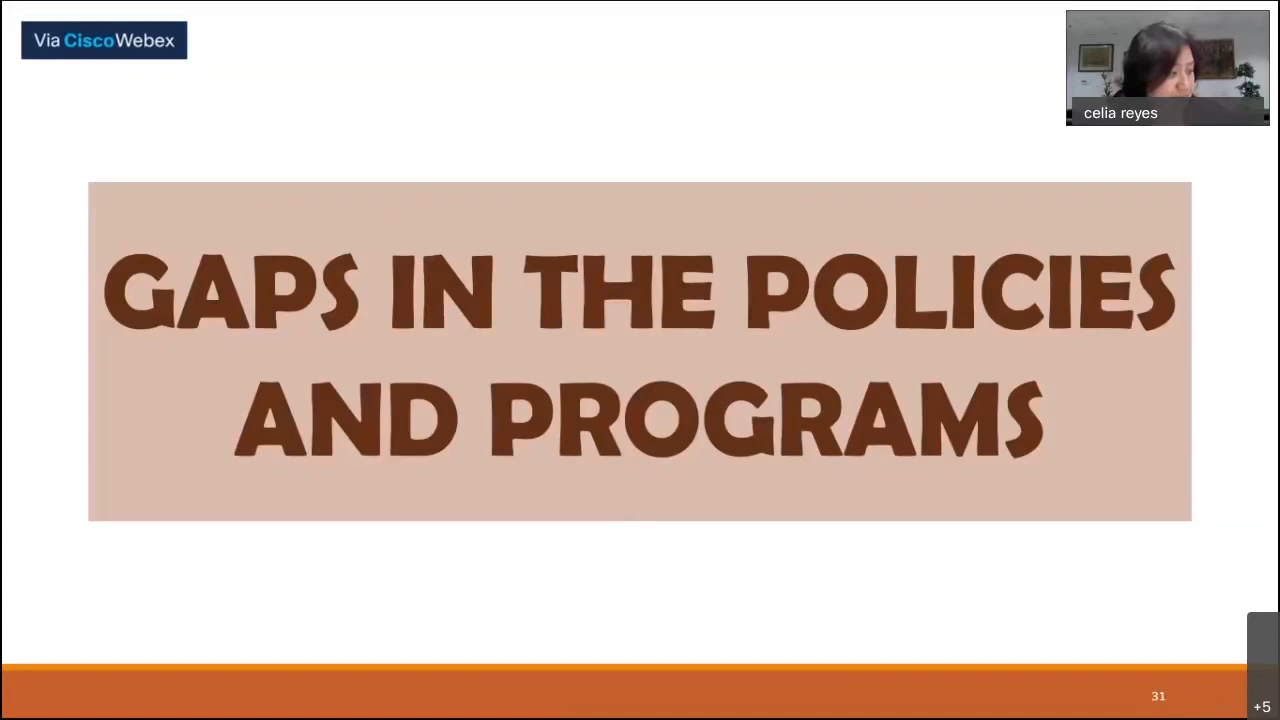 Via CiscoWebex
celia reyes
GAPS IN THE POLICIES
AND PROGRAMS
31
+5